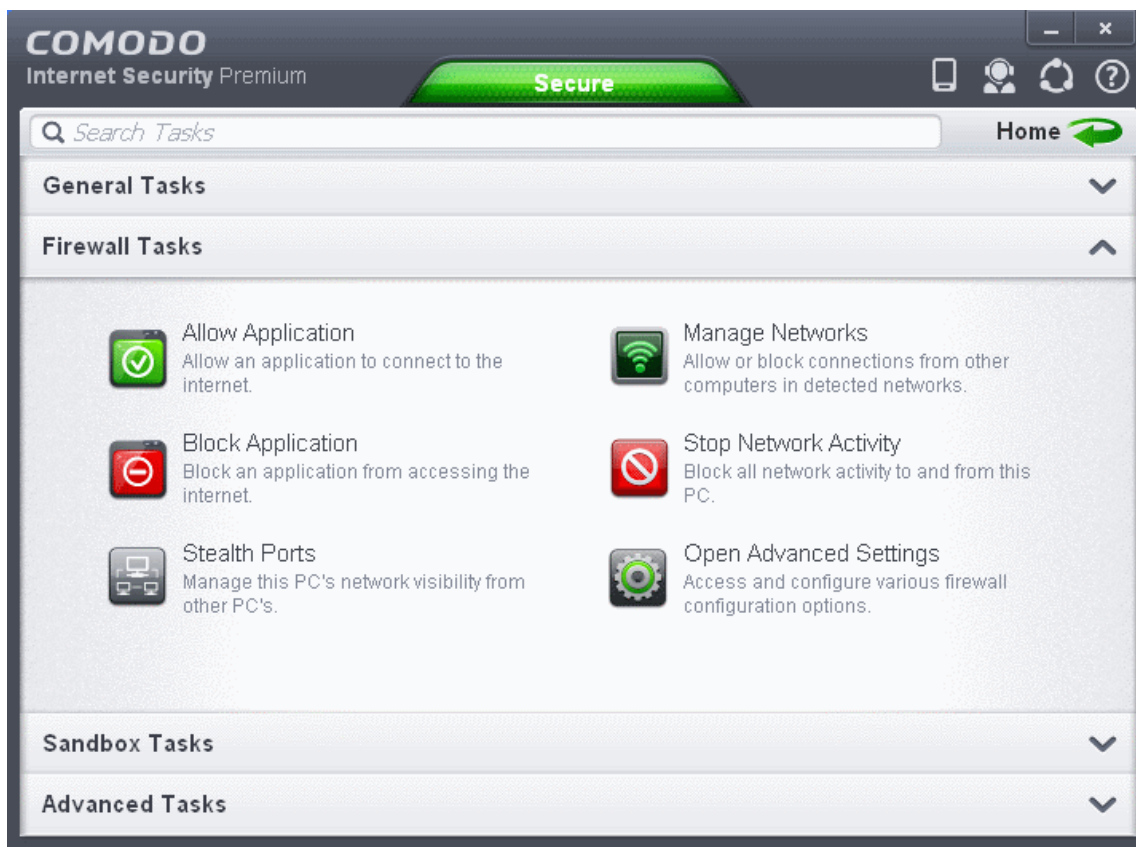 COMODO
Internet Security Premium
Secure
Search Tasks
Home
General Tasks
Firewall Tasks
Allow Application
Allow an application to connect to the
internet.
Manage Networks
Allow or block connections from other
computers in detected networks.
Block Application
Block an application from accessing the
internet.
Stop Network Activity
Block all network activity to and from this
PC.
Stealth Ports
Manage this PC's network visibility from
other PC's.
Open Advanced Settings
Access and configure various firewall
configuration options.
Sandbox Tasks
Advanced Tasks